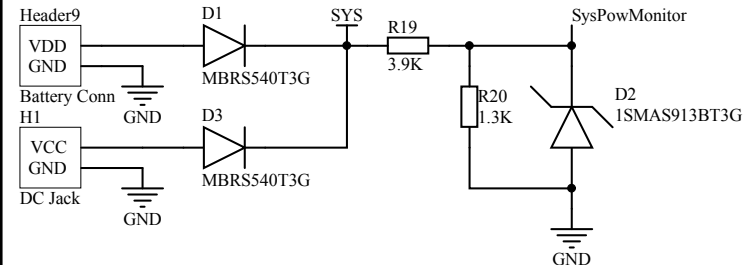 Header9
VDD
GND
Battery Conn
GND
D1
MBRS540T3G
SYS
R19
3.9K
SysPowMonitor
R20
1.3K
D2
1SMAS913BT3G
GND
H1
VCC
GND
DC Jack
GND
D3
MBRS540T3G